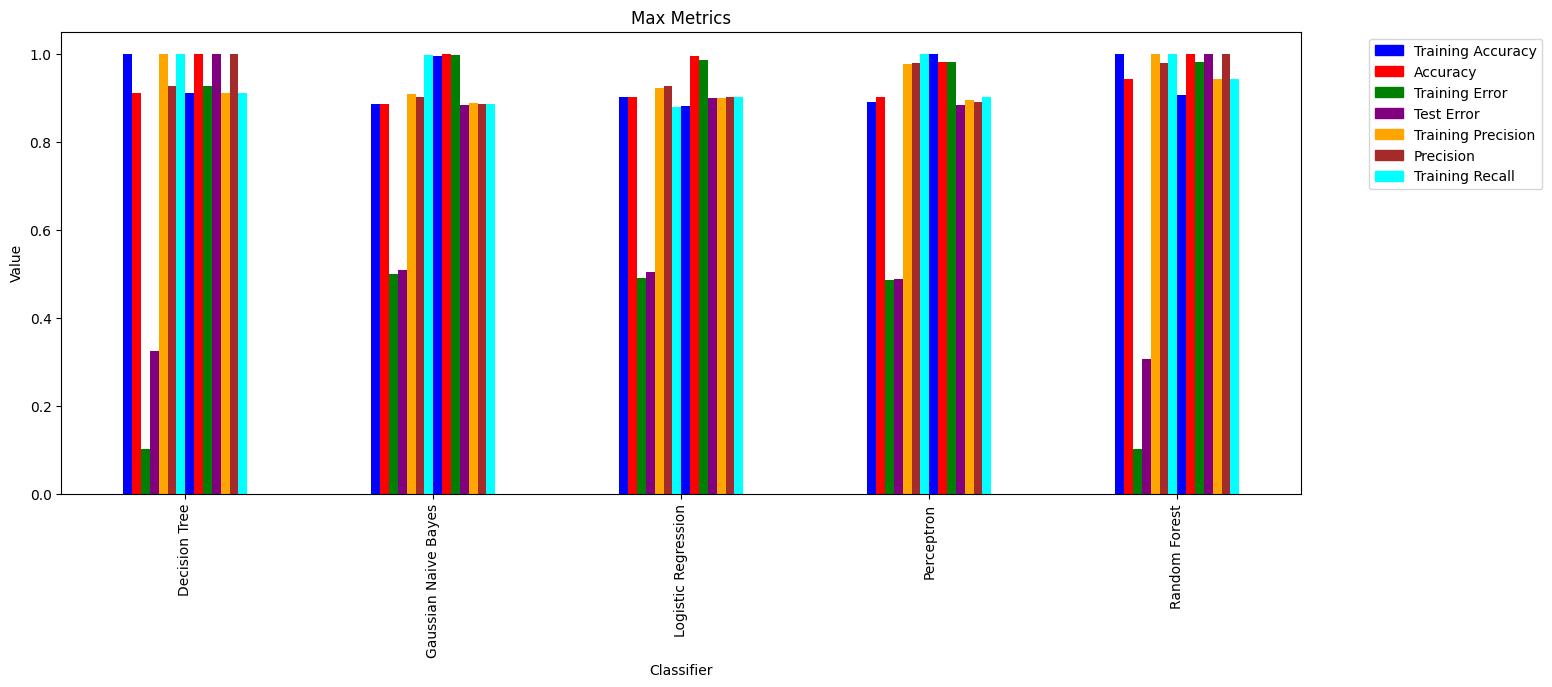 Max Metrics
Value
1.0
0.8
0.6
0.4
0.2
0.0
Decision Tree
Gaussian Naive Bayes
Logistic Regression
Perceptron
Random Forest
Classifier
Training Accuracy
Accuracy
Training Error
Test Error
Training Precision
Precision
Training Recall